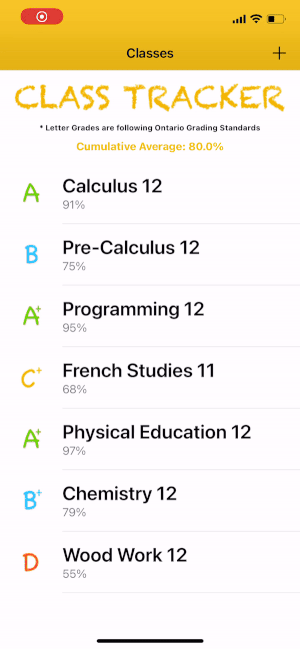 Classes +
CLASS TRACKER
* Letter Grades are following Ontario Grading Standards
Cumulative Average: 80.0%
A Calculus 12
91%
B Pre-Calculus 12
75%
A+ Programming 12
95%
C+ French Studies 11
68%
A+ Physical Education 12
97%
B+ Chemistry 12
79%
D Wood Work 12
55%